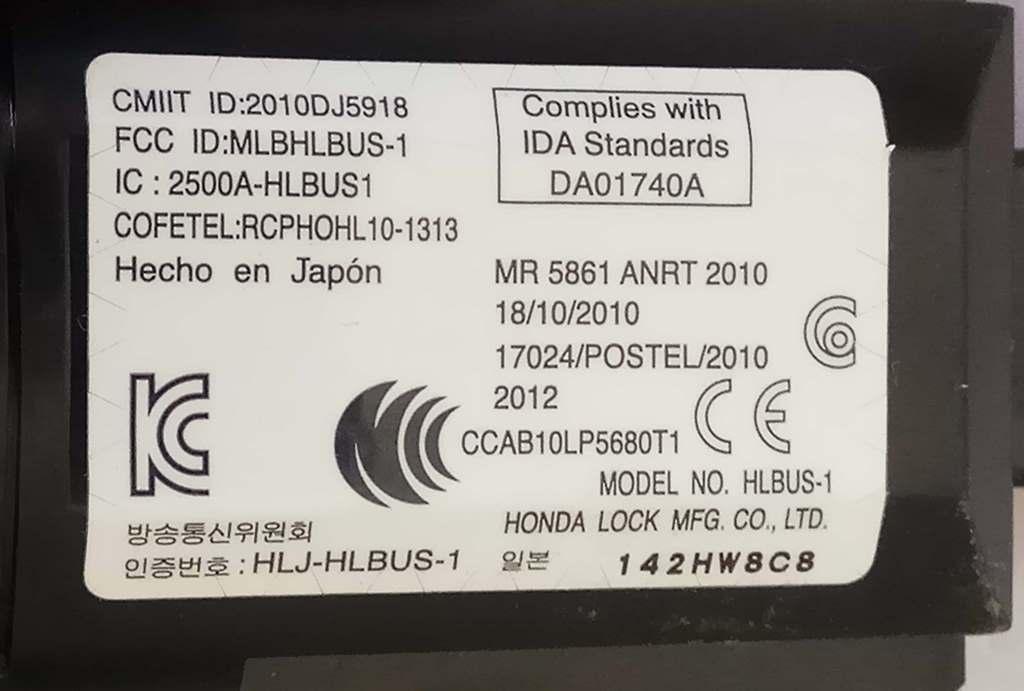 CMIIT ID:2010DJ5918
FCC ID:MLBHLBUS-1
IC : 2500A-HLBUS1
COFETEL:RCPHOHL10-1313
Hecho en Japón
Complies with
IDA Standards
DA01740A
MR 5861 ANRT 2010
18/10/2010
17024/POSTEL/2010
2012
CCAB10LP5680T1
CE
MODEL NO. HLBUS-1
HONDA LOCK MFG. CO., LTD.
방송통신위원회
인증번호 : HLJ-HLBUS-1
일본 142HW8C8